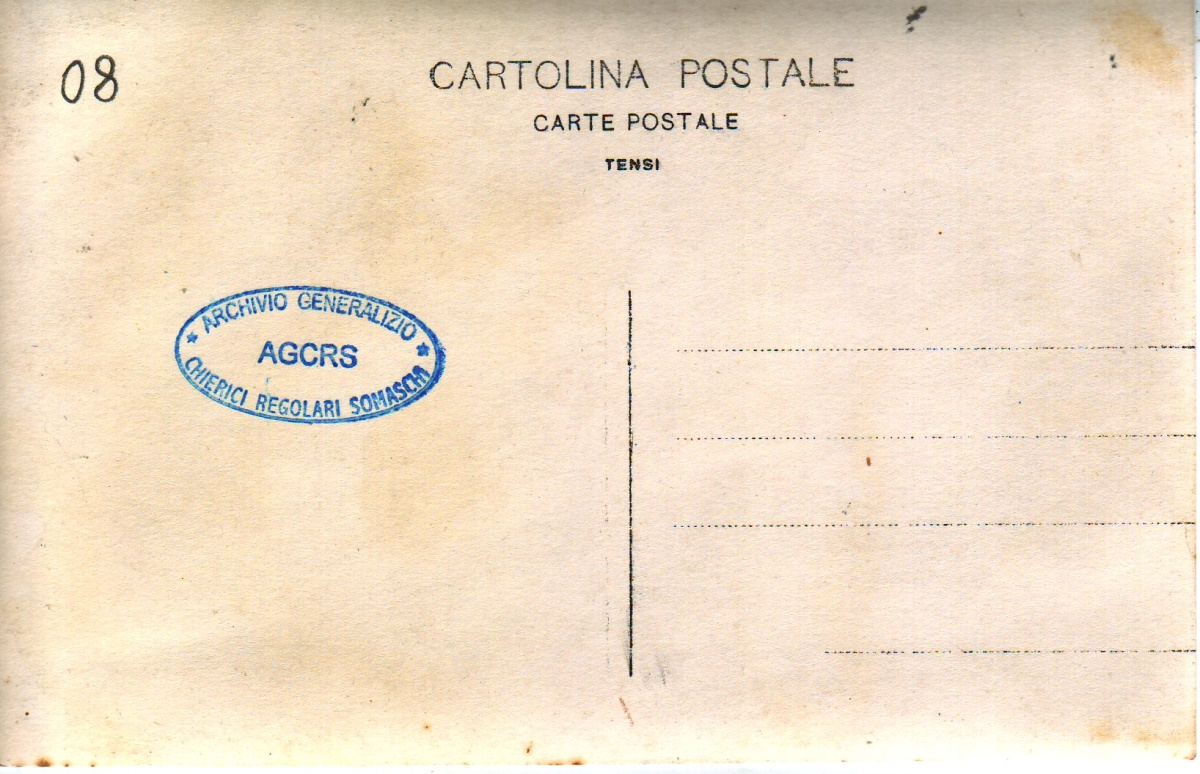 08
CARTOLINA POSTALE
CARTE POSTALE
TENSI
ARCHIVIO GENERALIZIO
AGCRS
CHIERICI REGOLARI SOMASCHI